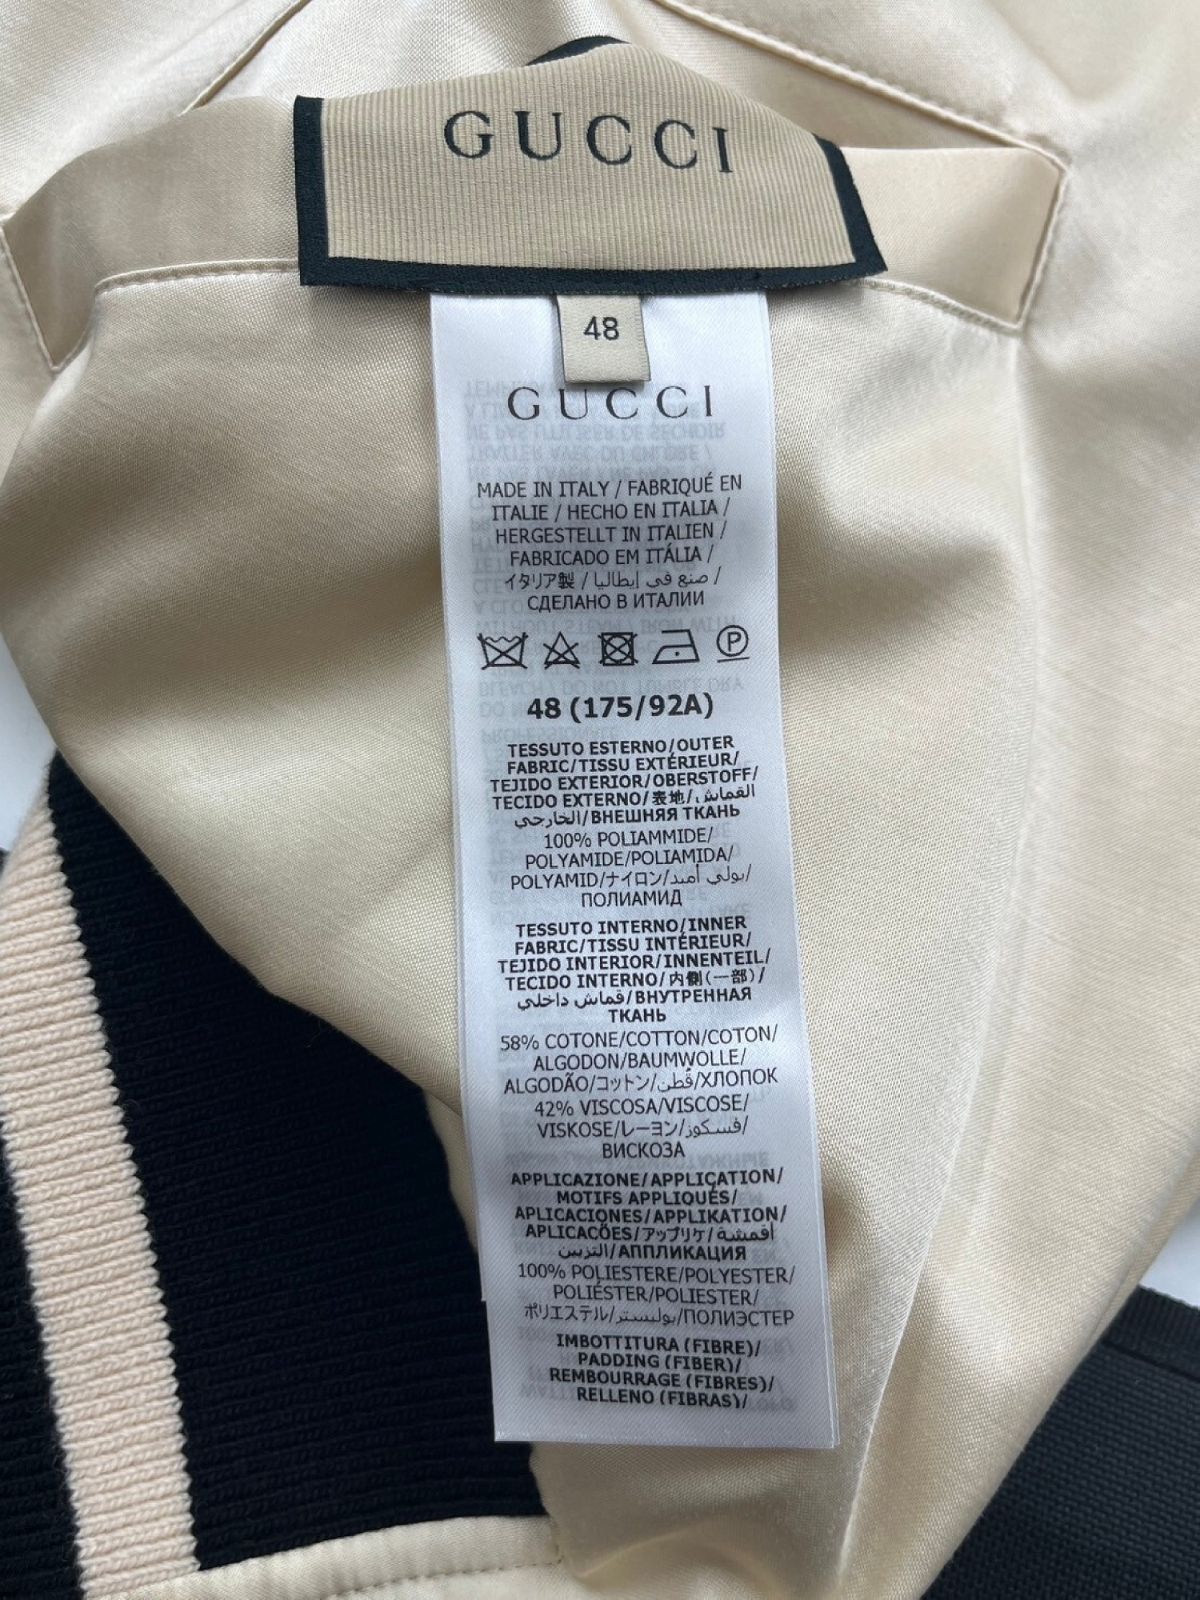 GUCCI
48
GUCCI
MADE IN ITALY / FABRIQUÉ EN
ITALIE / HECHO EN ITALIA /
HERGESTELLT IN ITALIEN /
FABRICADO EM ITÁLIA /
イタリア製 / صنع في إيطاليا /
СДЕЛАНО В ИТАЛИИ
P
48 (175/92A)
TESSUTO ESTERNO/OUTER
FABRIC/TISSU EXTÉRIEUR/
TEJIDO EXTERIOR/OBERSTOFF/
TECIDO EXTERNO/表地/القماش
الخارجي/ВНЕШНЯЯ ТКАНЬ
100% POLIAMMIDE/
POLYAMIDE/POLIAMIDA/
POLYAMID/ナイロン/بولي أميد/
ПОЛИАМИД
TESSUTO INTERNO/INNER
FABRIC/TISSU INTÉRIEUR/
TEJIDO INTERIOR/INNENTEIL/
TECIDO INTERNO/内側(一部)/
قماش داخلي/ВНУТРЕННАЯ
ТКАНЬ
58% COTONE/COTTON/COTON/
ALGODON/BAUMWOLLE/
ALGODÃO/コットン/قُطن/ХЛОПОК
42% VISCOSA/VISCOSE/
VISKOSE/レーヨン/فسكوز/
ВИСКОЗА
APPLICAZIONE/APPLICATION/
MOTIFS APPLIQUÉS/
APLICACIONES/APPLIKATION/
APLICACÖES/アップリケ/أقمشة
التزيين/АППЛИКАЦИЯ
100% POLIESTERE/POLYESTER/
POLIÉSTER/POLIESTER/
ポリエステル/بوليستر/ПОЛИЭСТЕР
IMBOTTITURA (FIBRE)/
PADDING (FIBER)/
REMBOURRAGE (FIBRES)/
RELLENO (FIBRAS)/